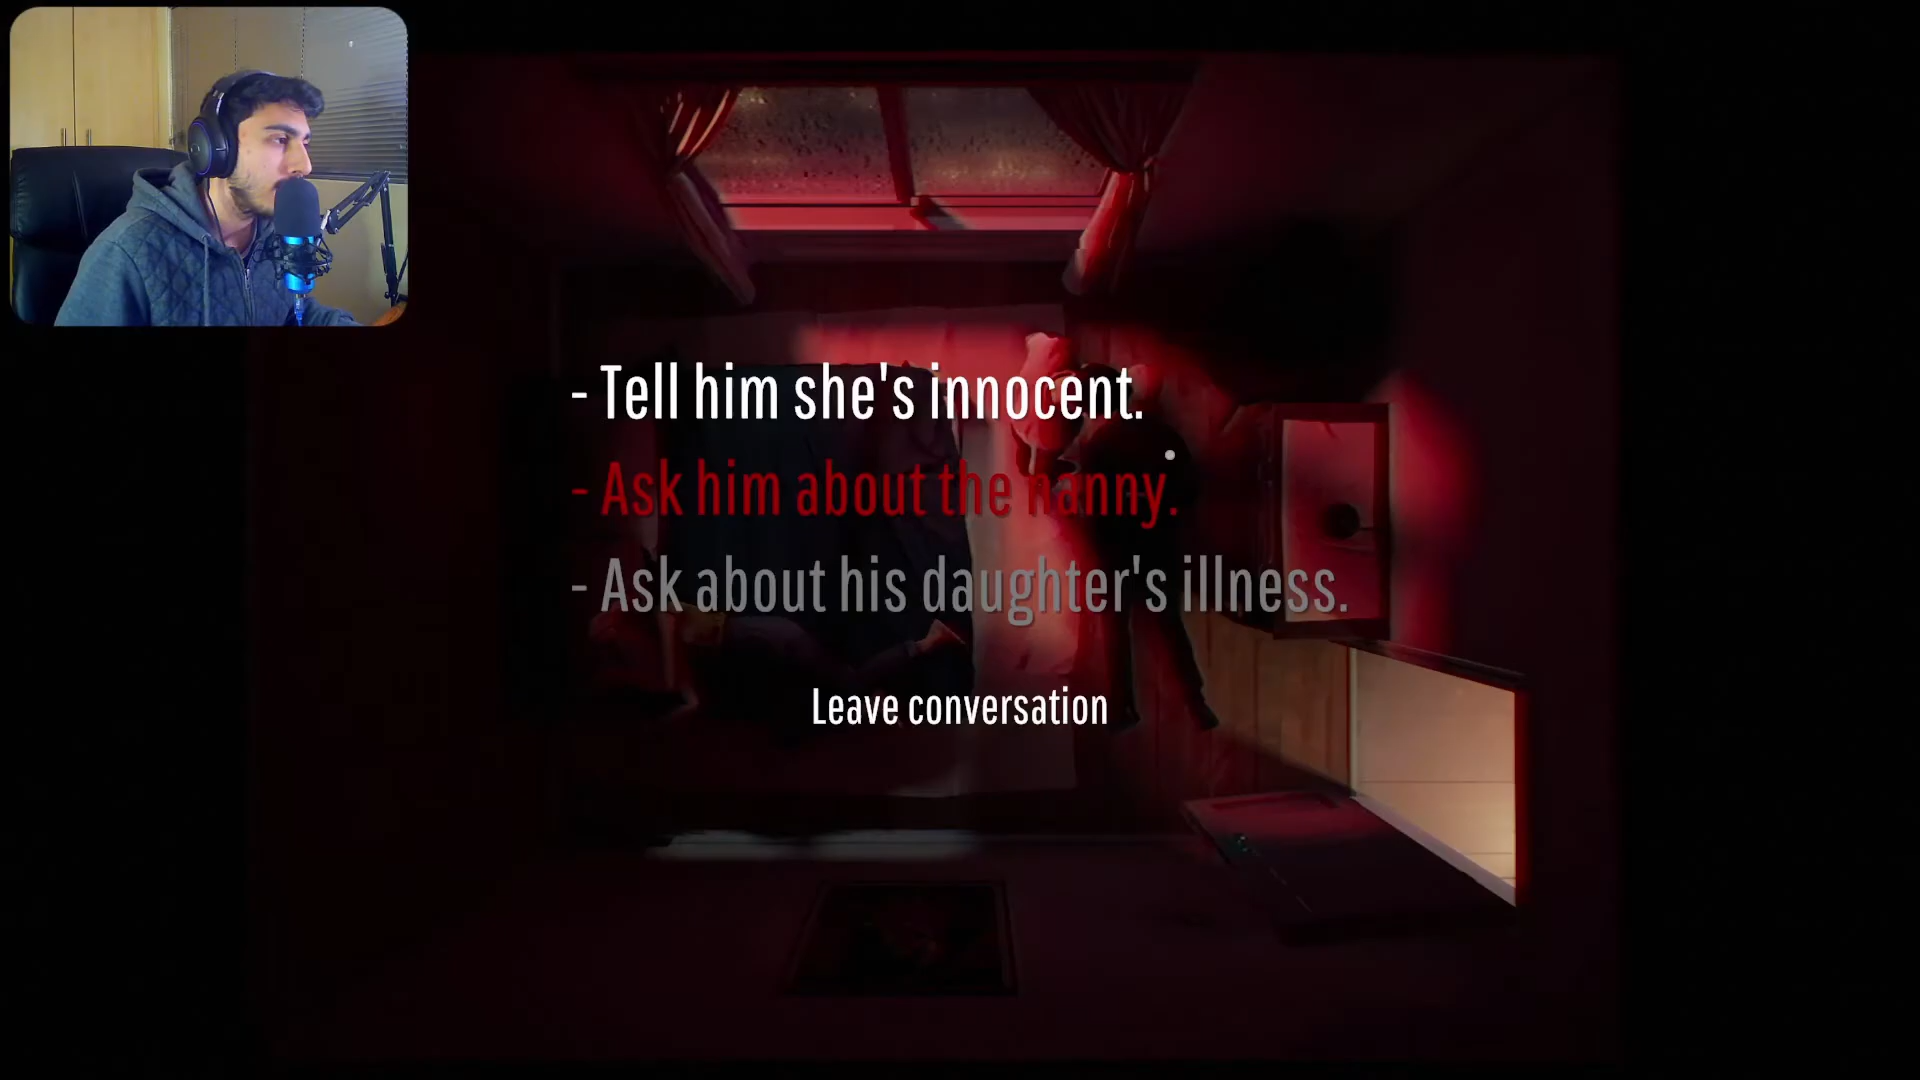 - Tell him she's innocent.
- Ask him about the nanny.
- Ask about his daughter's illness.
Leave conversation